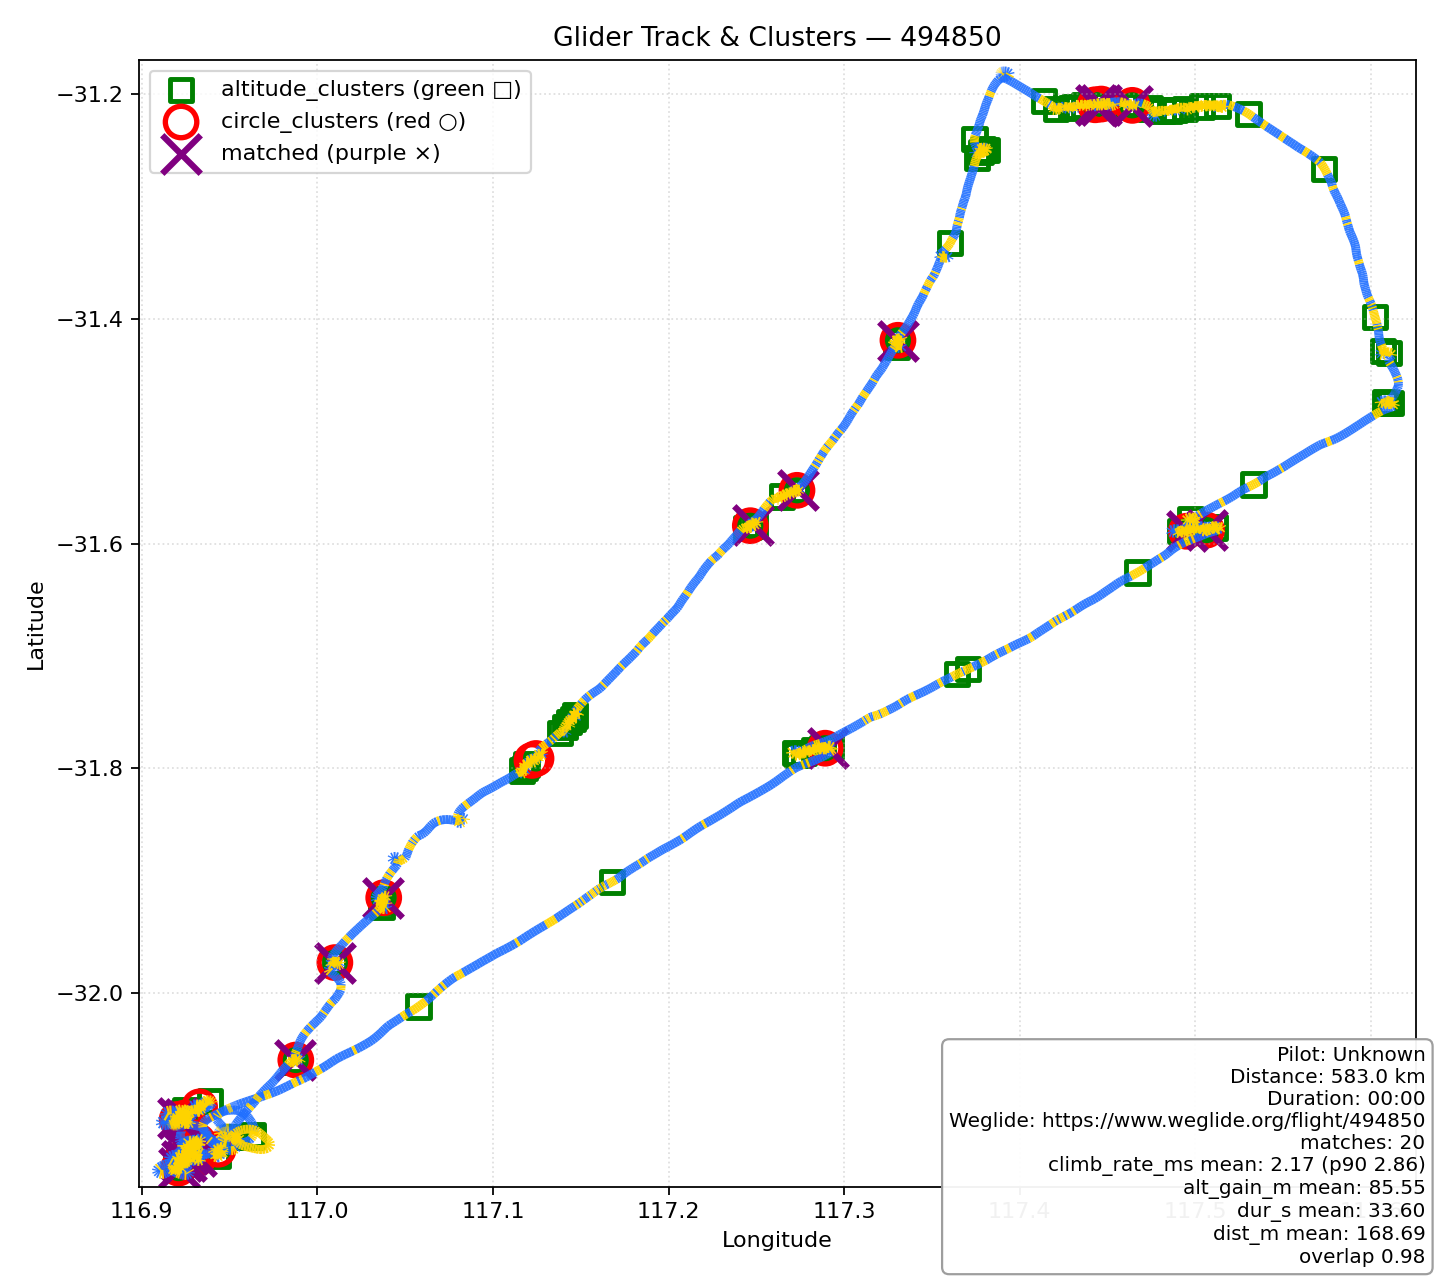 Glider Track & Clusters — 494850
altitude_clusters (green □)
circle_clusters (red ○)
matched (purple ×)
−31.2
−31.4
−31.6
−31.8
−32.0
Latitude
116.9
117.0
117.1
117.2
117.3
117.4
117.5
Longitude
Pilot: Unknown
Distance: 583.0 km
Duration: 00:00
Weglide: https://www.weglide.org/flight/494850
matches: 20
climb_rate_ms mean: 2.17 (p90 2.86)
alt_gain_m mean: 85.55
dur_s mean: 33.60
dist_m mean: 168.69
overlap 0.98